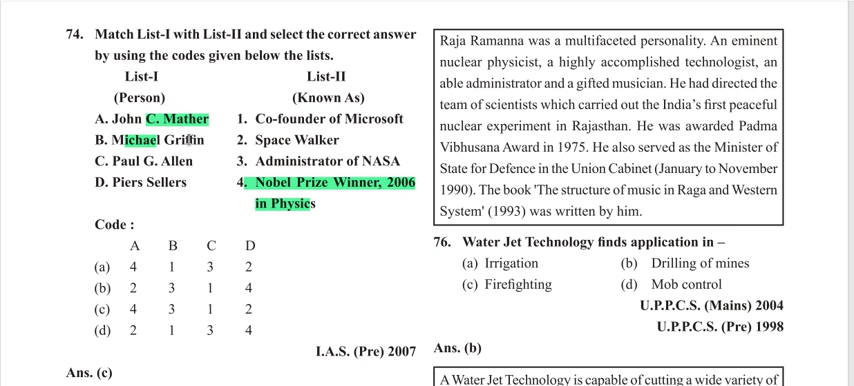 74. Match List-I with List-II and select the correct answer
by using the codes given below the lists.
List-I List-II
(Person) (Known As)
A. John C. Mather 1. Co-founder of Microsoft
B. Michael Griffin 2. Space Walker
C. Paul G. Allen 3. Administrator of NASA
D. Piers Sellers 4. Nobel Prize Winner, 2006
in Physics
Code :
A B C D
(a) 4 1 3 2
(b) 2 3 1 4
(c) 4 3 1 2
(d) 2 1 3 4
I.A.S. (Pre) 2007
Ans. (c)
Raja Ramanna was a multifaceted personality. An eminent
nuclear physicist, a highly accomplished technologist, an
able administrator and a gifted musician. He had directed the
team of scientists which carried out the India's first peaceful
nuclear experiment in Rajasthan. He was awarded Padma
Vibhusana Award in 1975. He also served as the Minister of
State for Defence in the Union Cabinet (January to November
1990). The book 'The structure of music in Raga and Western
System' (1993) was written by him.
76. Water Jet Technology finds application in –
(a) Irrigation (b) Drilling of mines
(c) Firefighting (d) Mob control
U.P.P.C.S. (Mains) 2004
U.P.P.C.S. (Pre) 1998
Ans. (b)
A Water Jet Technology is capable of cutting a wide variety of